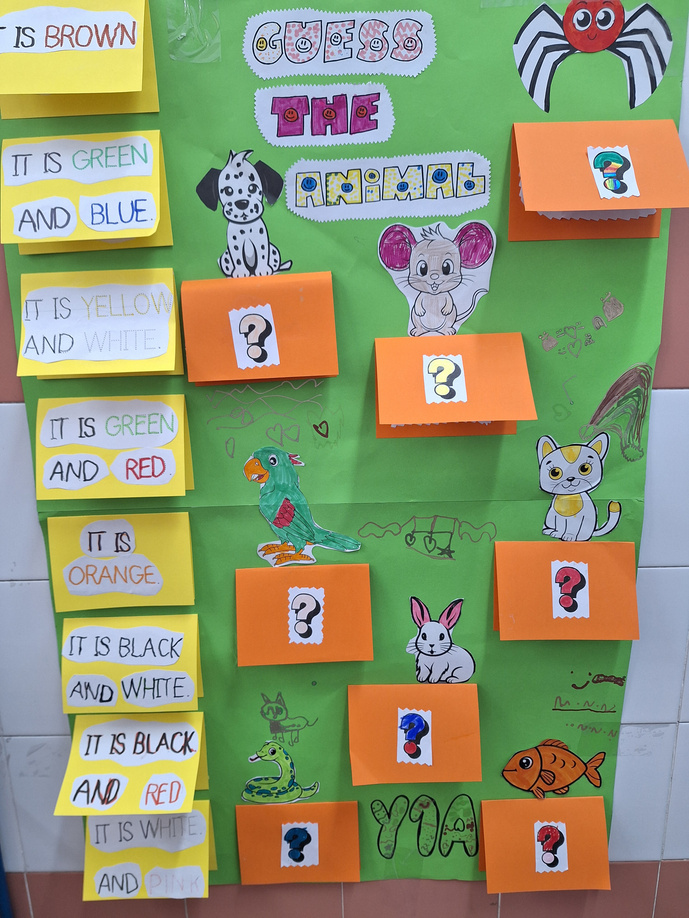 GUESS
THE
ANIMAL
T IS BROWN
IT IS GREEN
AND BLUE.
IT IS YELLOW
AND WHITE.
IT IS GREEN
AND RED.
IT IS
ORANGE.
IT IS BLACK
AND WHITE.
IT IS BLACK
AND RED
IT IS WHITE.
AND PINK
?
?
?
?
?
?
?
?
Y1A